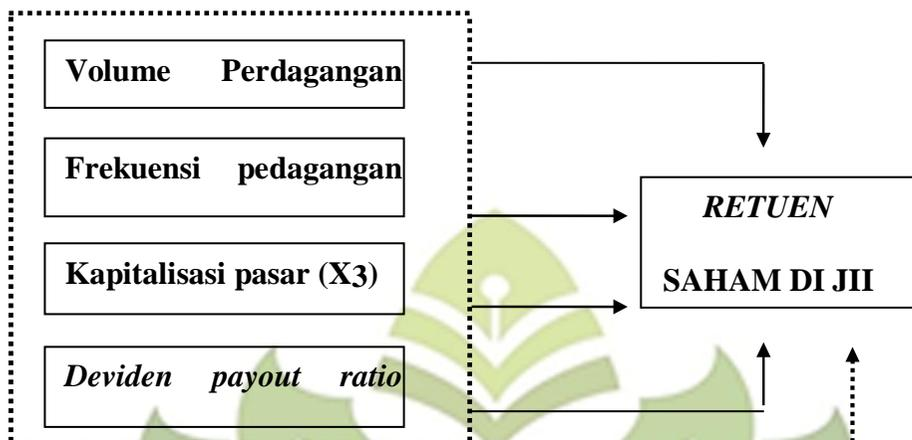 Volume Perdagangan
Frekuensi pedagangan
Kapitalisasi pasar (X3)
Deviden payout ratio
RETUEN
SAHAM DI JII